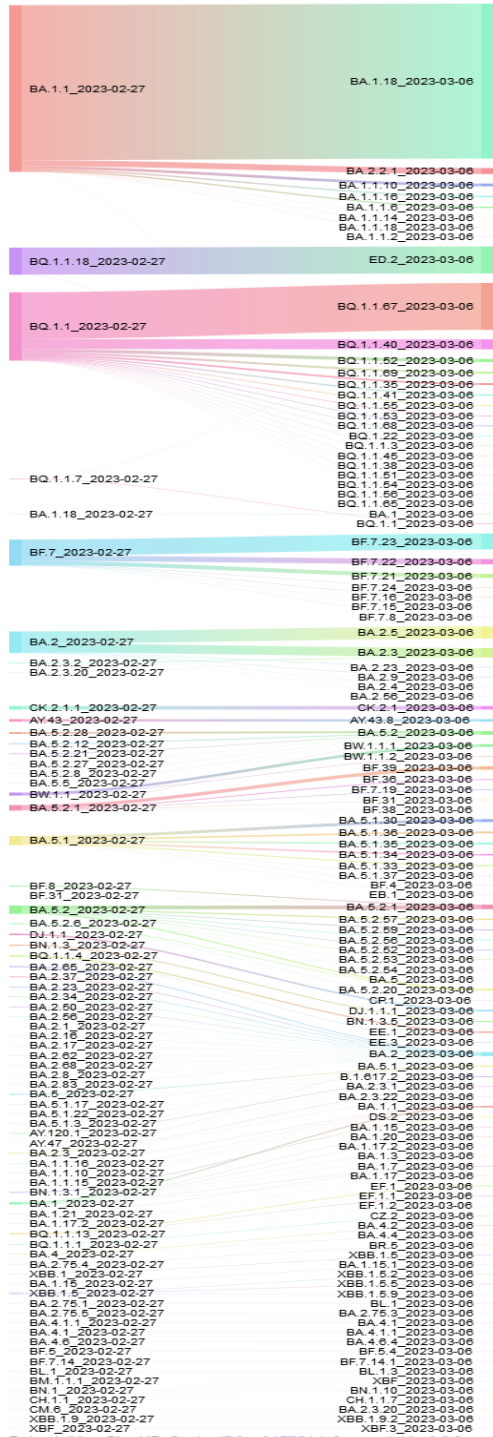 BA.1.1_2023-02-27
BQ.1.1.18_2023-02-27
BQ.1.1_2023-02-27
BQ.1.1.7_2023-02-27
BA.1.18_2023-02-27
BF.7_2023-02-27
BA.2_2023-02-27
BA.2.3.2_2023-02-27
BA.2.3.20_2023-02-27
CK.2.1.1_2023-02-27
AY.43_2023-02-27
BA.5.2.28_2023-02-27
BA.5.2.12_2023-02-27
BA.5.2.21_2023-02-27
BA.5.2.27_2023-02-27
BA.5.2.8_2023-02-27
BA.5.5_2023-02-27
BW.1.1_2023-02-27
BA.5.2.1_2023-02-27
BA.5.1_2023-02-27
BF.8_2023-02-27
BF.31_2023-02-27
BA.5.2_2023-02-27
BA.5.2.6_2023-02-27
DJ.1.1_2023-02-27
BN.1.3_2023-02-27
BQ.1.1.4_2023-02-27
BA.2.65_2023-02-27
BA.2.37_2023-02-27
BA.2.23_2023-02-27
BA.2.34_2023-02-27
BA.2.50_2023-02-27
BA.2.56_2023-02-27
BA.2.1_2023-02-27
BA.2.16_2023-02-27
BA.2.17_2023-02-27
BA.2.62_2023-02-27
BA.2.68_2023-02-27
BA.2.8_2023-02-27
BA.2.83_2023-02-27
BA.5_2023-02-27
BA.5.1.17_2023-02-27
BA.5.1.22_2023-02-27
BA.5.1.3_2023-02-27
AY.120.1_2023-02-27
AY.47_2023-02-27
BA.2.3_2023-02-27
BA.1.1.16_2023-02-27
BA.1.1.10_2023-02-27
BA.1.1.15_2023-02-27
BN.1.3.1_2023-02-27
BA.1_2023-02-27
BA.1.21_2023-02-27
BA.1.17.2_2023-02-27
BQ.1.1.13_2023-02-27
BQ.1.1.1_2023-02-27
BA.4_2023-02-27
BA.2.75.4_2023-02-27
XBB.1_2023-02-27
BA.1.15_2023-02-27
XBB.1.5_2023-02-27
BA.2.75.1_2023-02-27
BA.2.75.5_2023-02-27
BA.4.1.1_2023-02-27
BA.4.1_2023-02-27
BA.4.6_2023-02-27
BF.5_2023-02-27
BF.7.14_2023-02-27
BL.1_2023-02-27
BM.1.1.1_2023-02-27
BN.1_2023-02-27
CH.1.1_2023-02-27
CM.6_2023-02-27
XBB.1.9_2023-02-27
XBF_2023-02-27
BA.1.18_2023-03-06
BA.2.2.1_2023-03-06
BA.1.1.10_2023-03-06
BA.1.1.16_2023-03-06
BA.1.1.6_2023-03-06
BA.1.1.14_2023-03-06
BA.1.1.18_2023-03-06
BA.1.1.2_2023-03-06
ED.2_2023-03-06
BQ.1.1.67_2023-03-06
BQ.1.1.40_2023-03-06
BQ.1.1.52_2023-03-06
BQ.1.1.69_2023-03-06
BQ.1.1.35_2023-03-06
BQ.1.1.41_2023-03-06
BQ.1.1.55_2023-03-06
BQ.1.1.53_2023-03-06
BQ.1.1.68_2023-03-06
BQ.1.22_2023-03-06
BQ.1.1.3_2023-03-06
BQ.1.1.45_2023-03-06
BQ.1.1.38_2023-03-06
BQ.1.1.51_2023-03-06
BQ.1.1.54_2023-03-06
BQ.1.1.56_2023-03-06
BQ.1.1.65_2023-03-06
BA.1_2023-03-06
BQ.1.1_2023-03-06
BF.7.23_2023-03-06
BF.7.22_2023-03-06
BF.7.21_2023-03-06
BF.7.24_2023-03-06
BF.7.16_2023-03-06
BF.7.15_2023-03-06
BF.7.8_2023-03-06
BA.2.5_2023-03-06
BA.2.3_2023-03-06
BA.2.23_2023-03-06
BA.2.9_2023-03-06
BA.2.4_2023-03-06
BA.2.56_2023-03-06
CK.2.1_2023-03-06
AY.43.8_2023-03-06
BA.5.2_2023-03-06
BW.1.1.1_2023-03-06
BW.1.1.2_2023-03-06
BF.39_2023-03-06
BF.36_2023-03-06
BF.7.19_2023-03-06
BF.31_2023-03-06
BF.38_2023-03-06
BA.5.1.30_2023-03-06
BA.5.1.36_2023-03-06
BA.5.1.35_2023-03-06
BA.5.1.34_2023-03-06
BA.5.1.33_2023-03-06
BA.5.1.37_2023-03-06
BF.4_2023-03-06
EB.1_2023-03-06
BA.5.2.1_2023-03-06
BA.5.2.57_2023-03-06
BA.5.2.59_2023-03-06
BA.5.2.56_2023-03-06
BA.5.2.52_2023-03-06
BA.5.2.53_2023-03-06
BA.5.2.54_2023-03-06
BA.5_2023-03-06
BA.5.2.20_2023-03-06
CP.1_2023-03-06
DJ.1.1.1_2023-03-06
BN.1.3.5_2023-03-06
EE.1_2023-03-06
EE.3_2023-03-06
BA.2_2023-03-06
BA.5.1_2023-03-06
B.1.617.2_2023-03-06
BA.2.3.1_2023-03-06
BA.2.3.22_2023-03-06
BA.1.1_2023-03-06
DS.2_2023-03-06
BA.1.15_2023-03-06
BA.1.20_2023-03-06
BA.1.17.2_2023-03-06
BA.1.3_2023-03-06
BA.1.7_2023-03-06
BA.1.17_2023-03-06
EF.1_2023-03-06
EF.1.1_2023-03-06
EF.1.2_2023-03-06
CZ.2_2023-03-06
BA.4.2_2023-03-06
BA.4.4_2023-03-06
BR.5_2023-03-06
XBB.1.5_2023-03-06
BA.1.15.1_2023-03-06
XBB.1.5.2_2023-03-06
XBB.1.5.5_2023-03-06
XBB.1.5.9_2023-03-06
BL.1_2023-03-06
BA.2.75.3_2023-03-06
BA.4.1_2023-03-06
BA.4.1.1_2023-03-06
BA.4.6.4_2023-03-06
BF.5.4_2023-03-06
BF.7.14.1_2023-03-06
BL.1.3_2023-03-06
XBF_2023-03-06
BN.1.10_2023-03-06
CH.1.1.7_2023-03-06
BA.2.3.20_2023-03-06
XBB.1.9.2_2023-03-06
XBF.5_2023-03-06